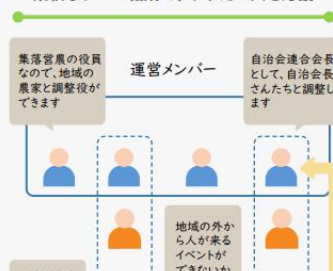 集落営農の役員
なので、地域の
農家と調整役が
できます
運営メンバー
自治会連合会長
として、自治会長
さんたちと調整し
ます
地域の外か
ら人が来る
イベントが
できないか